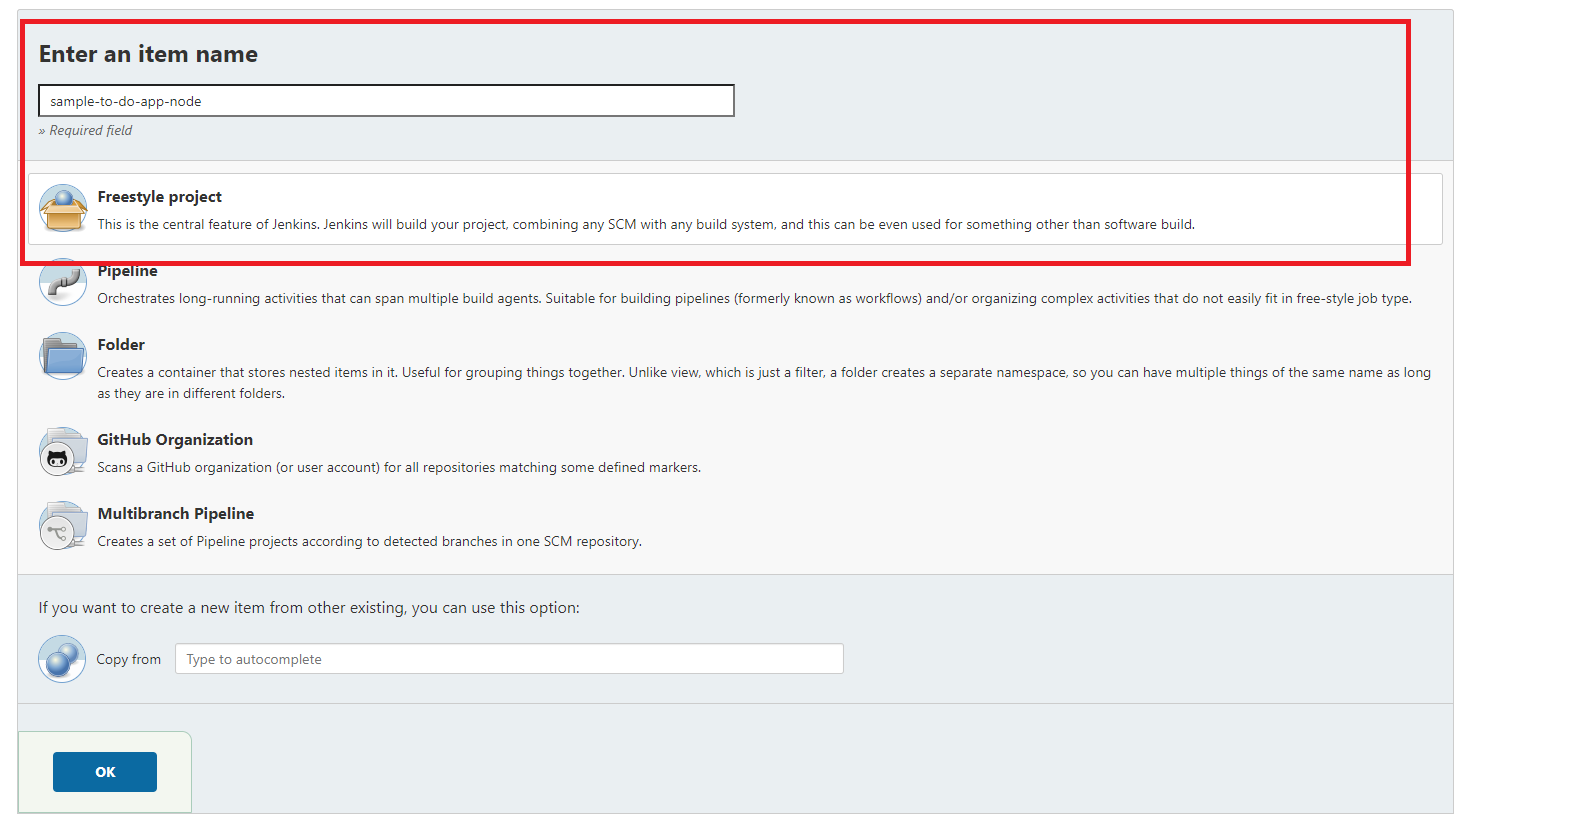 Enter an item name
sample-to-do-app-node
» Required field
Freestyle project
This is the central feature of Jenkins. Jenkins will build your project, combining any SCM with any build system, and this can be even used for something other than software build.
Pipeline
Orchestrates long-running activities that can span multiple build agents. Suitable for building pipelines (formerly known as workflows) and/or organizing complex activities that do not easily fit in free-style job type.
Folder
Creates a container that stores nested items in it. Useful for grouping things together. Unlike view, which is just a filter, a folder creates a separate namespace, so you can have multiple things of the same name as long
as they are in different folders.
GitHub Organization
Scans a GitHub organization (or user account) for all repositories matching some defined markers.
Multibranch Pipeline
Creates a set of Pipeline projects according to detected branches in one SCM repository.
If you want to create a new item from other existing, you can use this option:
Copy from
Type to autocomplete
OK